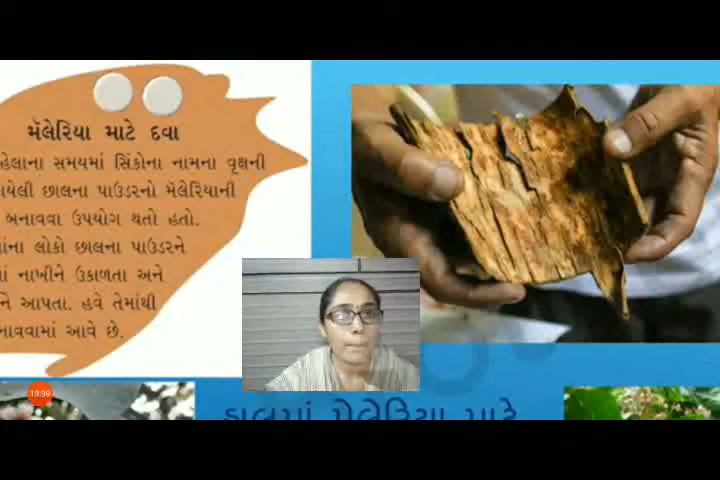 મૅલેરિયા માટે દવા
હેલાના સમયમાં સિંકોના નામના વૃક્ષની
યેલી છાલના પાઉડરનો મૅલેરિયાની
બનાવવા ઉપયોગ થતો હતો.
ાંના લોકો છાલના પાઉડરને
ાં નાખીને ઉકાળતા અને
ને આપતા. હવે તેમાંથી
નાવવામાં આવે છે.
13:39
મેલેરિયા માટે